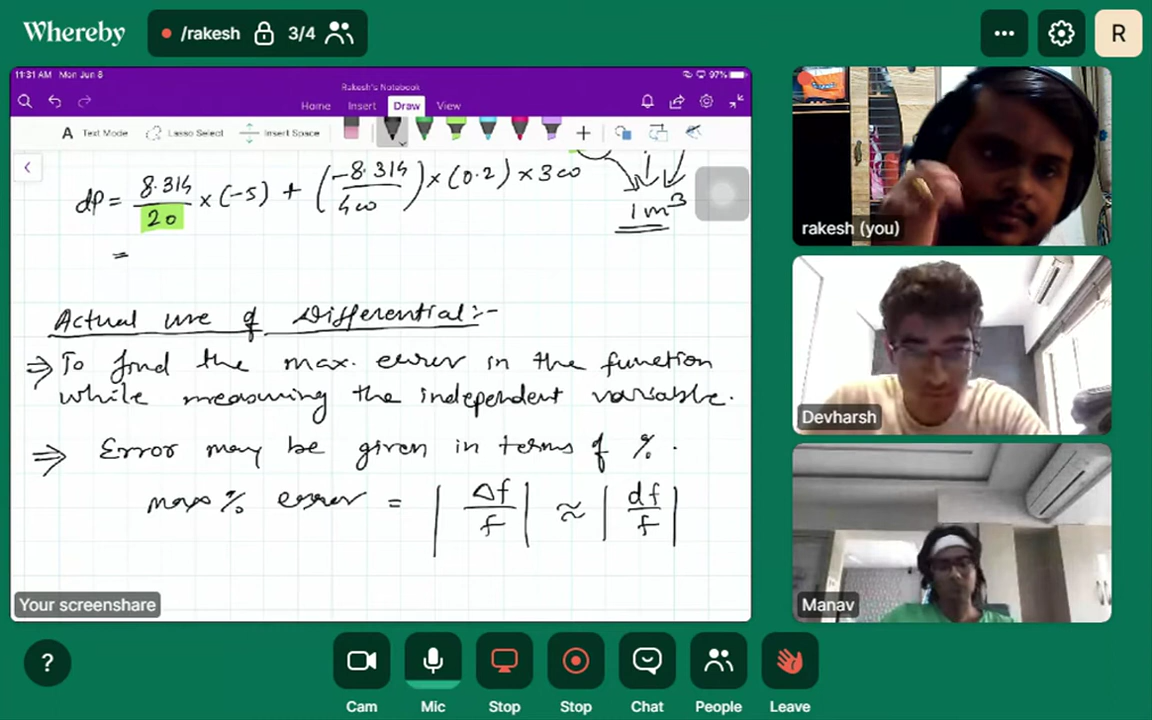 Whereby
/rakesh 3/4
R
11:31 AM Mon Jun 8
97%
Rakesh's Notebook
Home Insert Draw View
A Text Mode Lasso Select Insert Space
dP = 8.314/20 × (-5) + (-8.314/400) × (0.2) × 300
1 m³
=
Actual use of Differential:-
⇒ To find the max. error in the function
while measuring the independent variable.
⇒ Error may be given in terms of %.
max % error = |Δf/f| ≈ |df/f|
Your screenshare
rakesh (you)
Devharsh
Manav
?
Cam Mic Stop Stop Chat People Leave